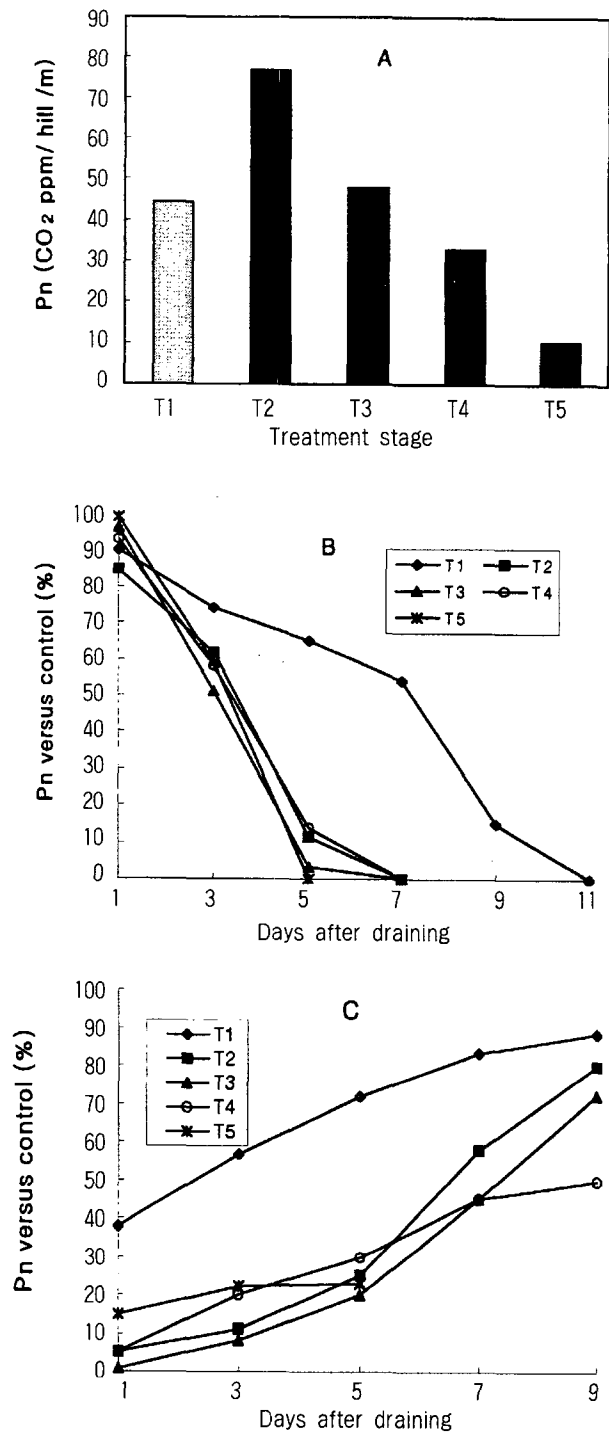 A
Pn (CO2 ppm/ hill /m)
90
80
70
60
50
40
30
20
10
0
T1 T2 T3 T4 T5
Treatment stage
B
Pn versus control (%)
100
90
80
70
60
50
40
30
20
10
0
T1 T2
T3 T4
T5
1 3 5 7 9 11
Days after draining
C
Pn versus control (%)
100
90
80
70
60
50
40
30
20
10
0
T1
T2
T3
T4
T5
1 3 5 7 9
Days after draining